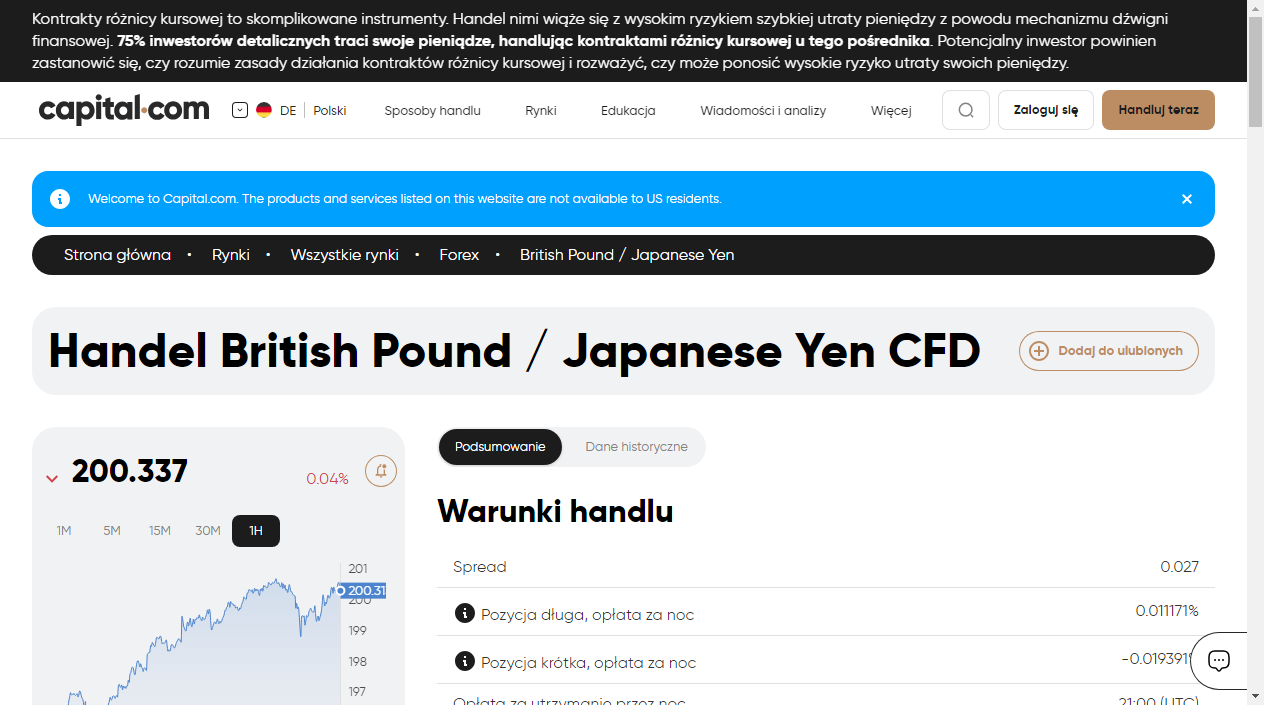 Kontrakty różnicy kursowej to skomplikowane instrumenty. Handel nimi wiąże się z wysokim ryzykiem szybkiej utraty pieniędzy z powodu mechanizmu dźwigni
finansowej. 75% inwestorów detalicznych traci swoje pieniądze, handlując kontraktami różnicy kursowej u tego pośrednika. Potencjalny inwestor powinien
zastanowić się, czy rozumie zasady działania kontraktów różnicy kursowej i rozważyć, czy może ponosić wysokie ryzyko utraty swoich pieniędzy.
capital.com DE Polski Sposoby handlu Rynki Edukacja Wiadomości i analizy Więcej Zaloguj się Handluj teraz
Welcome to Capital.com. The products and services listed on this website are not available to US residents.
Strona główna • Rynki • Wszystkie rynki • Forex • British Pound / Japanese Yen
Handel British Pound / Japanese Yen CFD
Dodaj do ulubionych
200.337
0.04%
1M 5M 15M 30M 1H
201
200.31
200
199
198
197
Podsumowanie Dane historyczne
Warunki handlu
Spread 0.027
Pozycja długa, opłata za noc 0.011171%
Pozycja krótka, opłata za noc -0.019391%
Opłata za utrzymanie przez noc 21:00 (UTC)